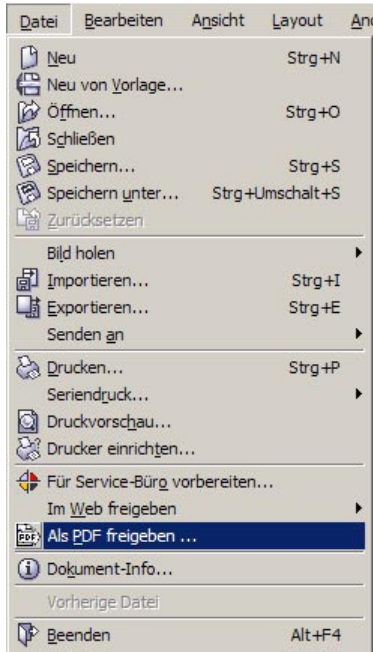 Datei Bearbeiten Ansicht Layout
Neu Strg+N
Neu von Vorlage...
Öffnen... Strg+O
Schließen
Speichern... Strg+S
Speichern unter... Strg+Umschalt+S
Zurücksetzen
Bild holen
Importieren... Strg+I
Exportieren... Strg+E
Senden an
Drucken... Strg+P
Seriendruck...
Druckvorschau...
Drucker einrichten...
Für Service-Büro vorbereiten...
Im Web freigeben
PDF Als PDF freigeben ...
Dokument-Info...
Vorherige Datei
Beenden Alt+F4